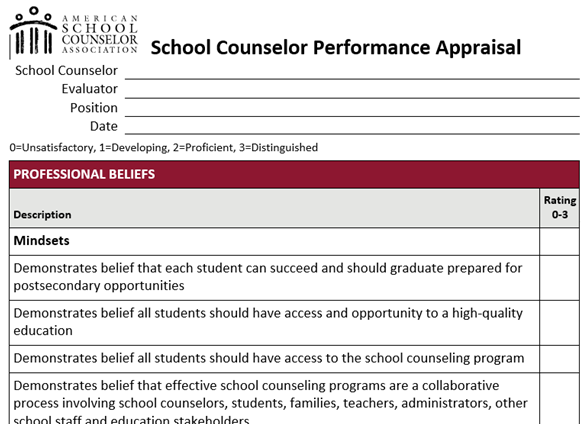 AMERICAN
SCHOOL
COUNSELOR
ASSOCIATION
School Counselor Performance Appraisal
School Counselor
Evaluator
Position
Date
0=Unsatisfactory, 1=Developing, 2=Proficient, 3=Distinguished
PROFESSIONAL BELIEFS
Rating
Description 0-3
Mindsets
Demonstrates belief that each student can succeed and should graduate prepared for
postsecondary opportunities
Demonstrates belief all students should have access and opportunity to a high-quality
education
Demonstrates belief all students should have access to the school counseling program
Demonstrates belief that effective school counseling programs are a collaborative
process involving school counselors, students, families, teachers, administrators, other
school staff and education stakeholders